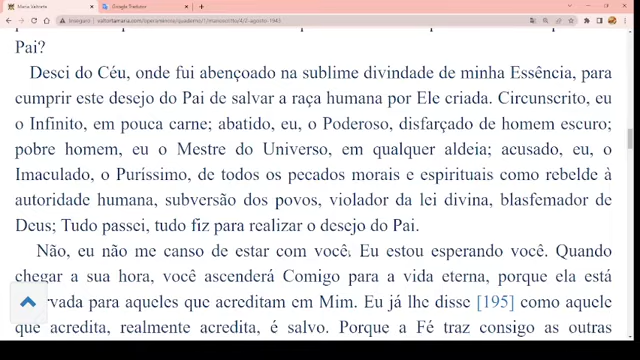 Maria Valtorta
Google Tradutor
Inseguro | valtortamaria.com/operaminore/quaderno/1/manoscritto/4/0-agosto-1943
Pai?
Desci do Céu, onde fui abençoado na sublime divindade de minha Essência, para
cumprir este desejo do Pai de salvar a raça humana por Ele criada. Circunscrito, eu
o Infinito, em pouca carne; abatido, eu, o Poderoso, disfarçado de homem escuro;
pobre homem, eu o Mestre do Universo, em qualquer aldeia; acusado, eu, o
Imaculado, o Puríssimo, de todos os pecados morais e espirituais como rebelde à
autoridade humana, subversão dos povos, violador da lei divina, blasfemador de
Deus; Tudo passei, tudo fiz para realizar o desejo do Pai.
Não, eu não me canso de estar com você. Eu estou esperando você. Quando
chegar a sua hora, você ascenderá Comigo para a vida eterna, porque ela está
ervada para aqueles que acreditam em Mim. Eu já lhe disse [195] como aquele
que acredita, realmente acredita, é salvo. Porque a Fé traz consigo as outras